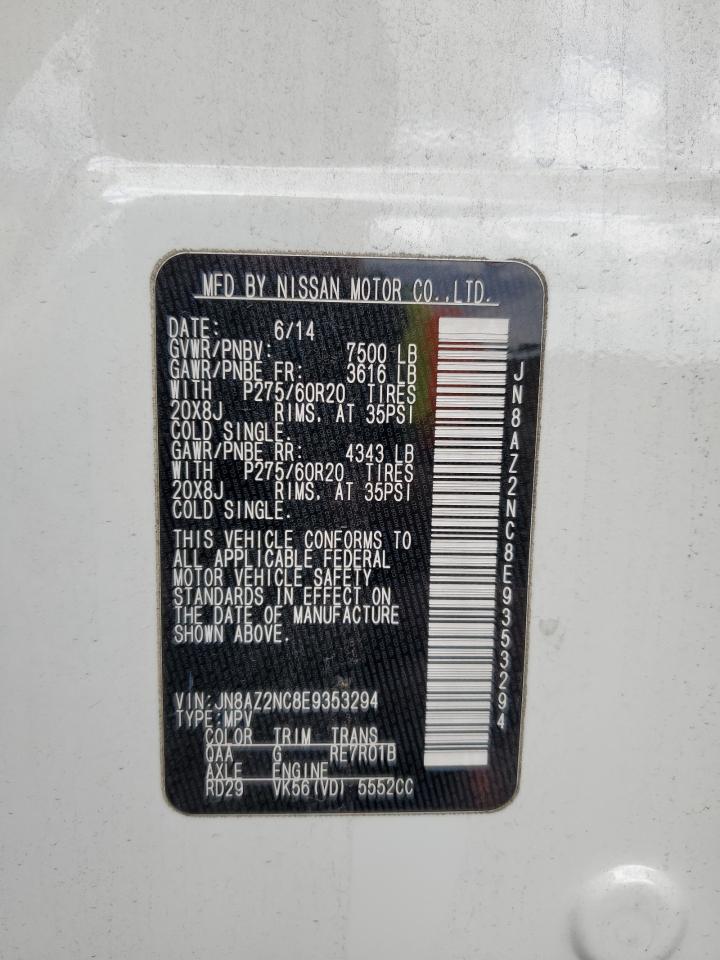 MFD BY NISSAN MOTOR CO.,LTD.
DATE: 6/14
GVWR/PNBV: 7500 LB
GAWR/PNBE FR: 3616 LB
WITH P275/60R20 TIRES
20X8J RIMS, AT 35PSI
COLD SINGLE.
GAWR/PNBE RR: 4343 LB
WITH P275/60R20 TIRES
20X8J RIMS, AT 35PSI
COLD SINGLE.
THIS VEHICLE CONFORMS TO
ALL APPLICABLE FEDERAL
MOTOR VEHICLE SAFETY
STANDARDS IN EFFECT ON
THE DATE OF MANUFACTURE
SHOWN ABOVE.
VIN:JN8AZ2NC8E9353294
TYPE:MPV
COLOR TRIM TRANS
QAA G RE7R01B
AXLE ENGINE
RD29 VK56(VD) 5552CC
JN8AZ2NC8E9353294